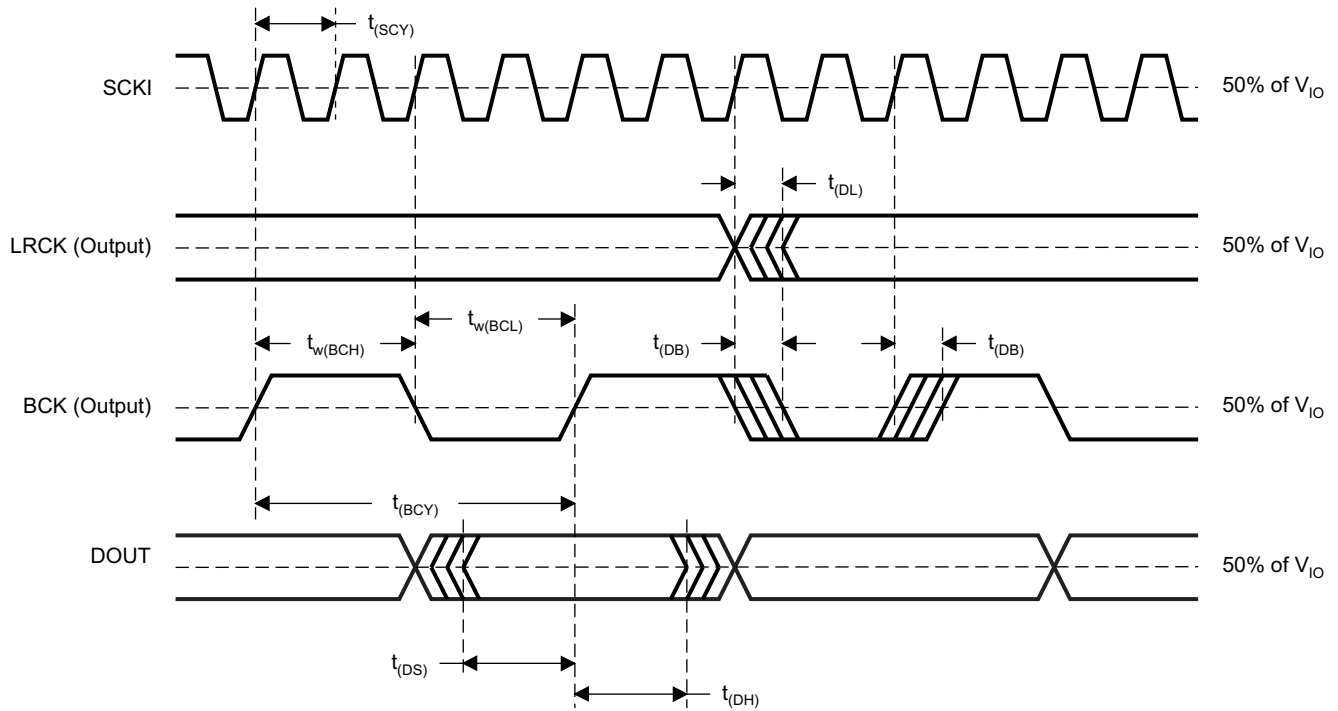 t(SCY)
SCKI
50% of VIO
t(DL)
LRCK (Output)
50% of VIO
tw(BCL)
tw(BCH)
t(DB)
t(DB)
BCK (Output)
50% of VIO
t(BCY)
DOUT
50% of VIO
t(DS)
t(DH)